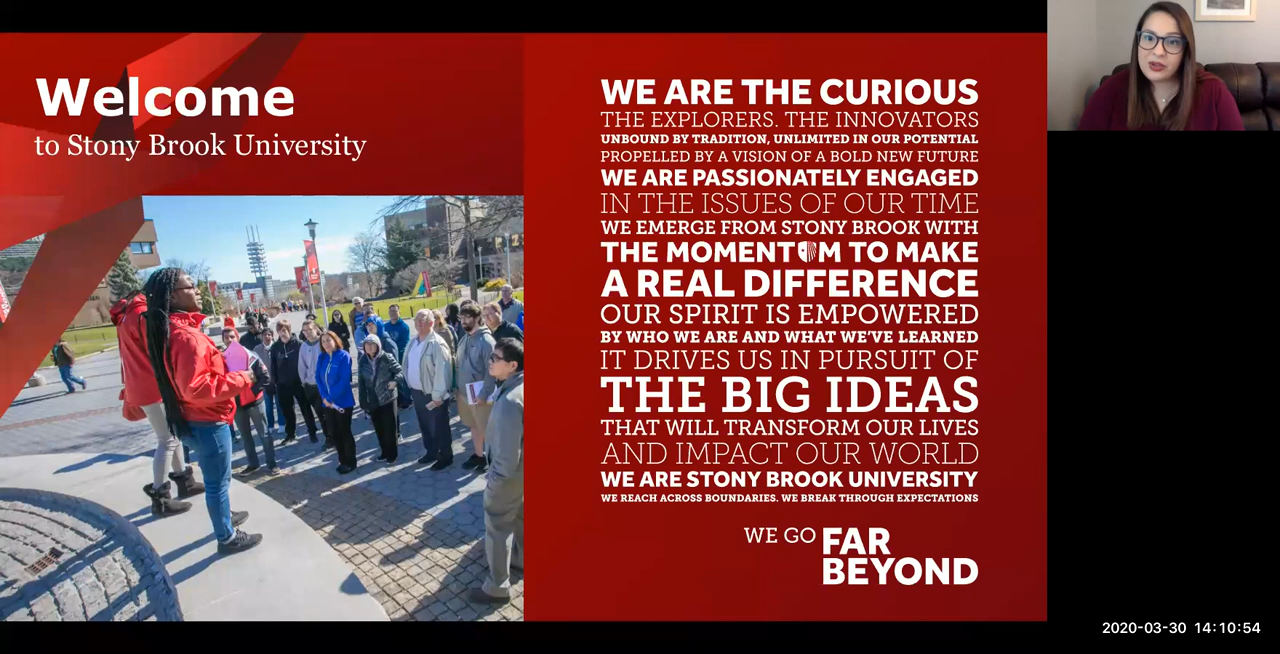 Welcome
to Stony Brook University
WE ARE THE CURIOUS
THE EXPLORERS. THE INNOVATORS
UNBOUND BY TRADITION, UNLIMITED IN OUR POTENTIAL
PROPELLED BY A VISION OF A BOLD NEW FUTURE
WE ARE PASSIONATELY ENGAGED
IN THE ISSUES OF OUR TIME
WE EMERGE FROM STONY BROOK WITH
THE MOMENTUM TO MAKE
A REAL DIFFERENCE
OUR SPIRIT IS EMPOWERED
BY WHO WE ARE AND WHAT WE'VE LEARNED
IT DRIVES US IN PURSUIT OF
THE BIG IDEAS
THAT WILL TRANSFORM OUR LIVES
AND IMPACT OUR WORLD
WE ARE STONY BROOK UNIVERSITY
WE REACH ACROSS BOUNDARIES. WE BREAK THROUGH EXPECTATIONS
WE GO FAR
BEYOND
2020-03-30 14:10:54